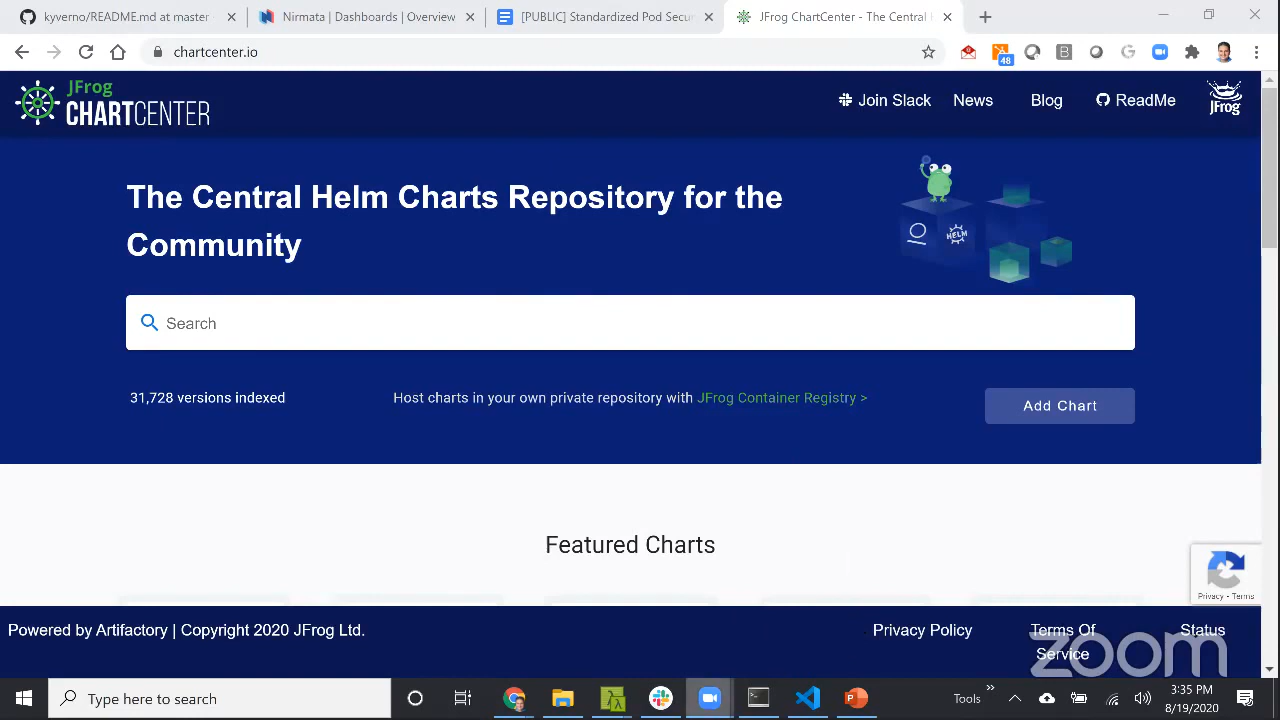 kyverno/README.md at master
Nirmata | Dashboards | Overview
[PUBLIC] Standardized Pod Secu
JFrog ChartCenter - The Central
chartcenter.io
48
B
G
JFrog
CHARTCENTER
Join Slack
News
Blog
ReadMe
JFrog
The Central Helm Charts Repository for the
Community
HELM
Search
31,728 versions indexed
Host charts in your own private repository with JFrog Container Registry >
Add Chart
Featured Charts
Privacy - Terms
Powered by Artifactory | Copyright 2020 JFrog Ltd.
Privacy Policy
Terms Of
Service
Status
zoom
Type here to search
Tools
3:35 PM
8/19/2020